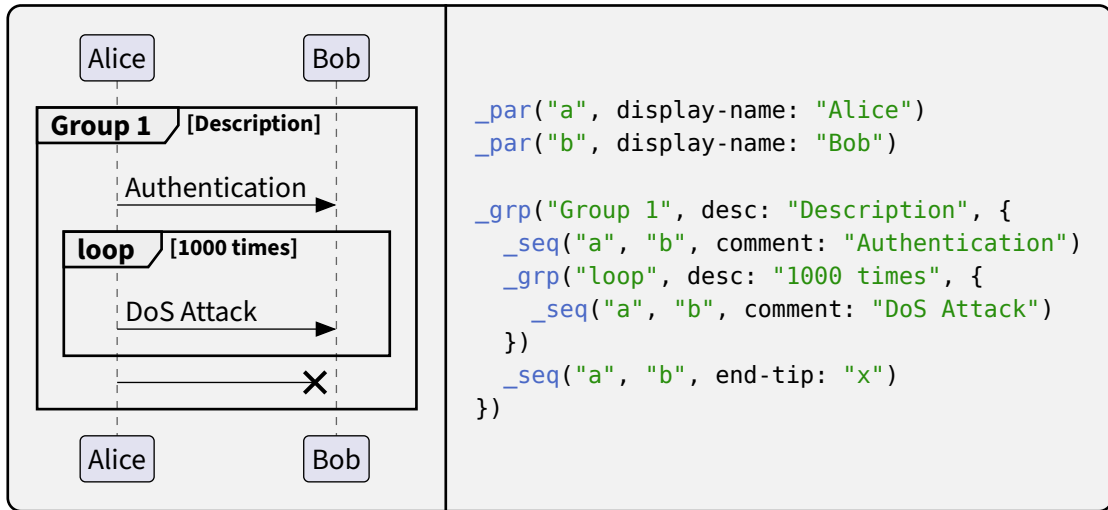 Alice Bob
Group 1 [Description]
Authentication
loop [1000 times]
DoS Attack
Alice Bob
_par("a", display-name: "Alice")
_par("b", display-name: "Bob")
_grp("Group 1", desc: "Description", {
  _seq("a", "b", comment: "Authentication")
  _grp("loop", desc: "1000 times", {
    _seq("a", "b", comment: "DoS Attack")
  })
  _seq("a", "b", end-tip: "x")
})